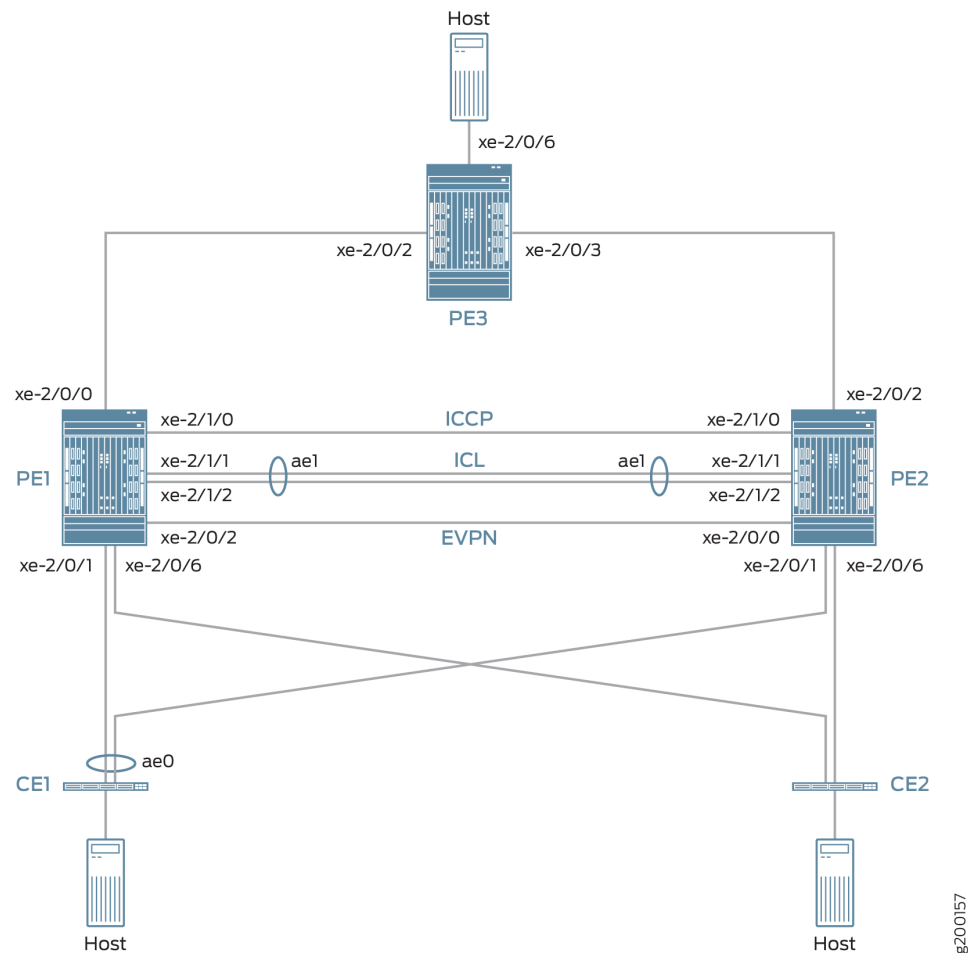 Host
xe-2/0/6
xe-2/0/2
xe-2/0/3
PE3
xe-2/0/0
xe-2/0/2
xe-2/1/0
ICCP
xe-2/1/0
xe-2/1/1
ae1
ICL
ae1
xe-2/1/1
PE1
PE2
xe-2/1/2
xe-2/1/2
xe-2/0/2
EVPN
xe-2/0/0
xe-2/0/1
xe-2/0/6
xe-2/0/1
xe-2/0/6
ae0
CE1
CE2
Host
Host
g200157